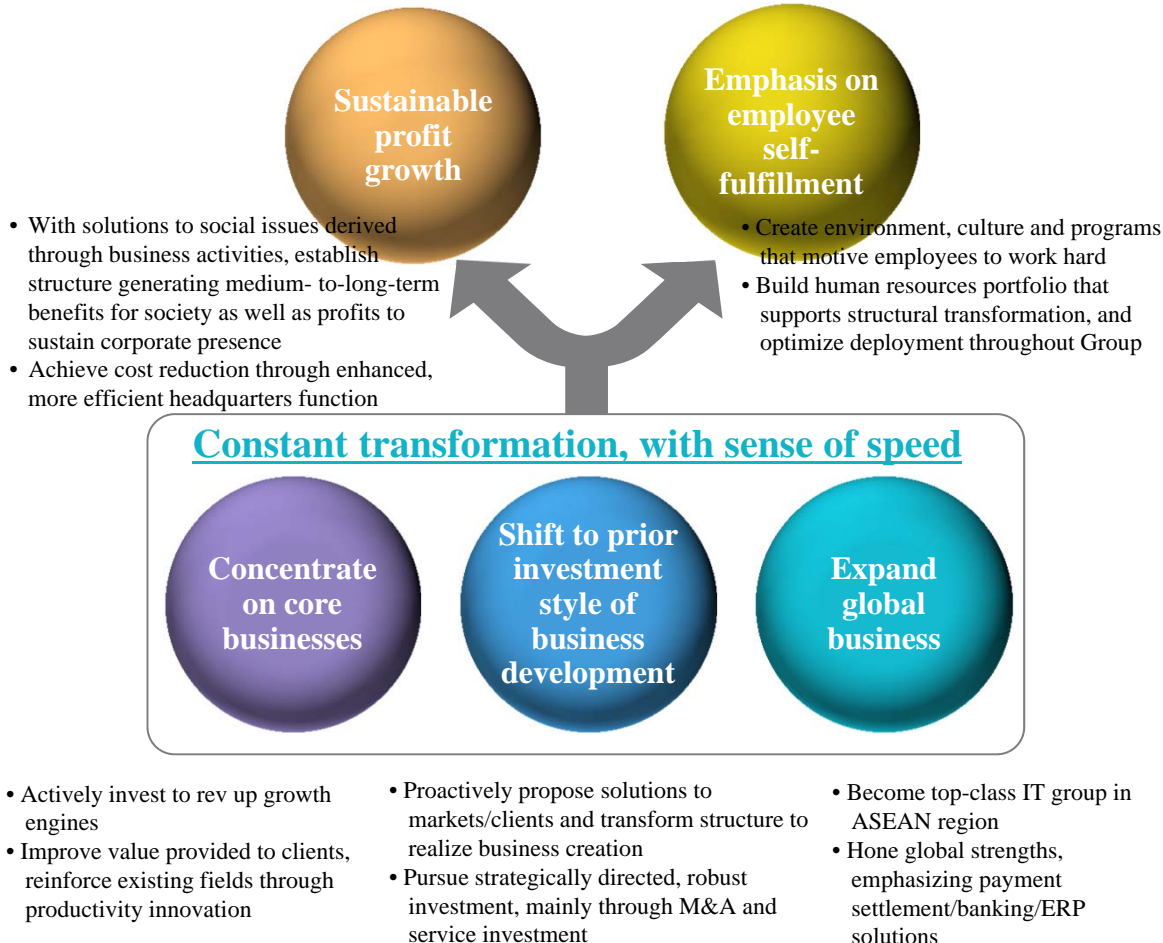 Sustainable
profit
growth
Emphasis on
employee
self-
fulfillment
• With solutions to social issues derived
through business activities, establish
structure generating medium- to-long-term
benefits for society as well as profits to
sustain corporate presence
• Achieve cost reduction through enhanced,
more efficient headquarters function
• Create environment, culture and programs
that motive employees to work hard
• Build human resources portfolio that
supports structural transformation, and
optimize deployment throughout Group
Constant transformation, with sense of speed
Concentrate
on core
businesses
Shift to prior
investment
style of
business
development
Expand
global
business
• Actively invest to rev up growth
engines
• Improve value provided to clients,
reinforce existing fields through
productivity innovation
• Proactively propose solutions to
markets/clients and transform structure to
realize business creation
• Pursue strategically directed, robust
investment, mainly through M&A and
service investment
• Become top-class IT group in
ASEAN region
• Hone global strengths,
emphasizing payment
settlement/banking/ERP
solutions